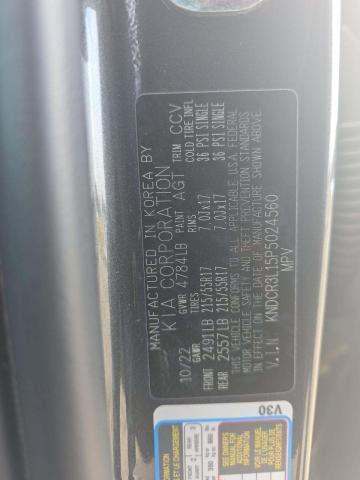 MANUFACTURED IN KOREA BY
KIA CORPORATION
10/22 GVWR 4784LB PAINT AGT TRIM CCV
GAWR TIRES RIMS COLD TIRE INFL
FRONT 2491LB 215/55R17 7.0JX17 36 PSI SINGLE
REAR 2557LB 215/55R17 7.0JX17 36 PSI SINGLE
THIS VEHICLE CONFORMS TO ALL APPLICABLE U.S.A. FEDERAL
MOTOR VEHICLE SAFETY AND THEFT PREVENTION STANDARDS
IN EFFECT ON THE DATE OF MANUFACTURE SHOWN ABOVE.
V.I.N. KNDCR3L15P5024560
MPV
V30